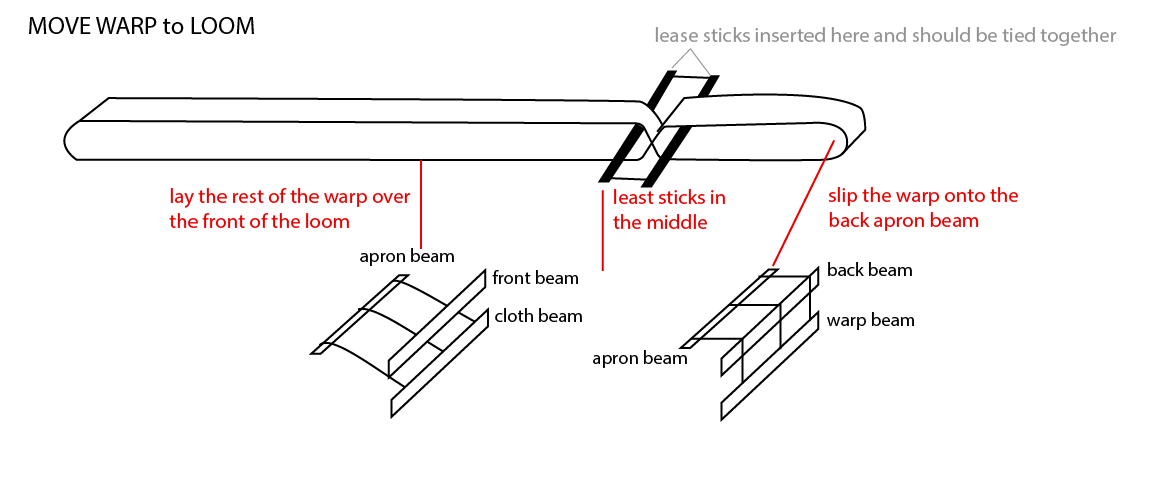 MOVE WARP to LOOM
lease sticks inserted here and should be tied together
lay the rest of the warp over
the front of the loom
least sticks in
the middle
slip the warp onto the
back apron beam
apron beam
front beam
cloth beam
back beam
warp beam
apron beam